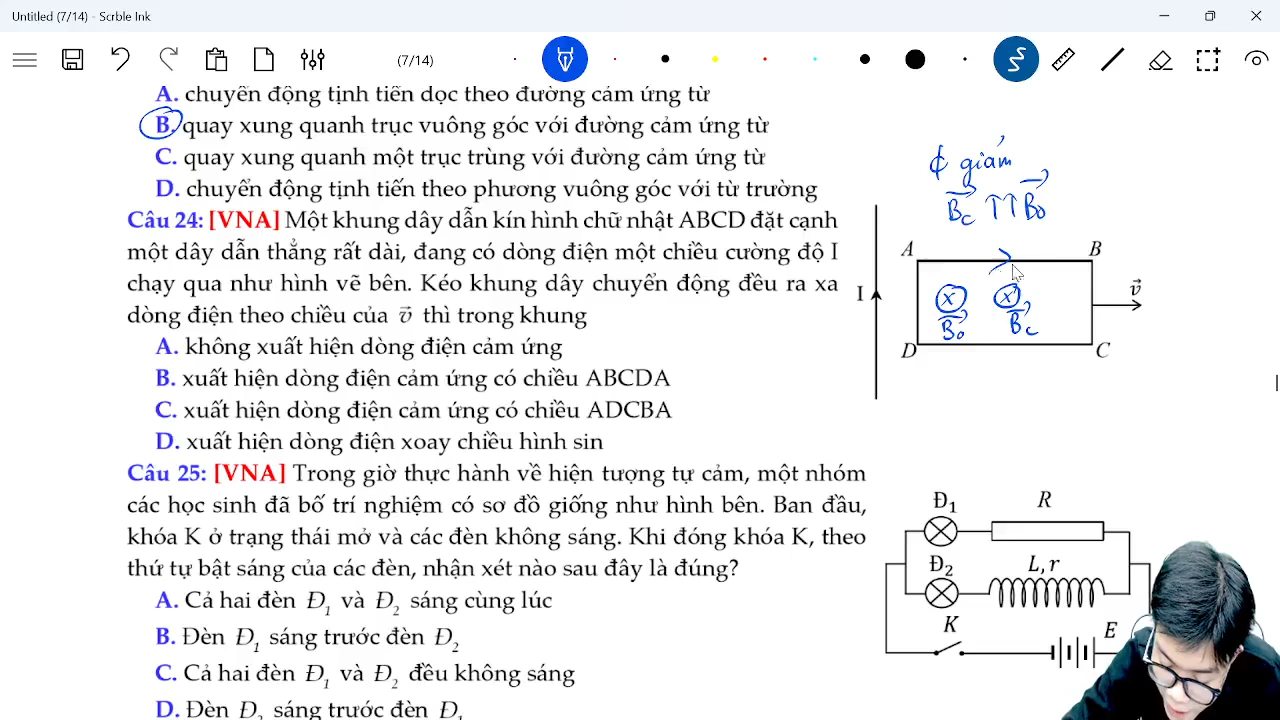 Untitled (7/14) - Scrble Ink
(7/14)
A. chuyển động tịnh tiến dọc theo đường cảm ứng từ
B. quay xung quanh trục vuông góc với đường cảm ứng từ
C. quay xung quanh một trục trùng với đường cảm ứng từ
D. chuyển động tịnh tiến theo phương vuông góc với từ trường
Câu 24: [VNA] Một khung dây dẫn kín hình chữ nhật ABCD đặt cạnh
một dây dẫn thẳng rất dài, đang có dòng điện một chiều cường độ I
chạy qua như hình vẽ bên. Kéo khung dây chuyển động đều ra xa
dòng điện theo chiều của v⃗ thì trong khung
A. không xuất hiện dòng điện cảm ứng
B. xuất hiện dòng điện cảm ứng có chiều ABCDA
C. xuất hiện dòng điện cảm ứng có chiều ADCBA
D. xuất hiện dòng điện xoay chiều hình sin
ȼ giảm
B⃗c ↑↑ B⃗o
A B
I v⃗
x x
B⃗o B⃗c
D C
Câu 25: [VNA] Trong giờ thực hành về hiện tượng tự cảm, một nhóm
các học sinh đã bố trí nghiệm có sơ đồ giống như hình bên. Ban đầu,
khóa K ở trạng thái mở và các đèn không sáng. Khi đóng khóa K, theo
thứ tự bật sáng của các đèn, nhận xét nào sau đây là đúng?
A. Cả hai đèn Đ1 và Đ2 sáng cùng lúc
B. Đèn Đ1 sáng trước đèn Đ2
C. Cả hai đèn Đ1 và Đ2 đều không sáng
D. Đèn Đ2 sáng trước đèn Đ1
Đ1 R
Đ2 L, r
K E